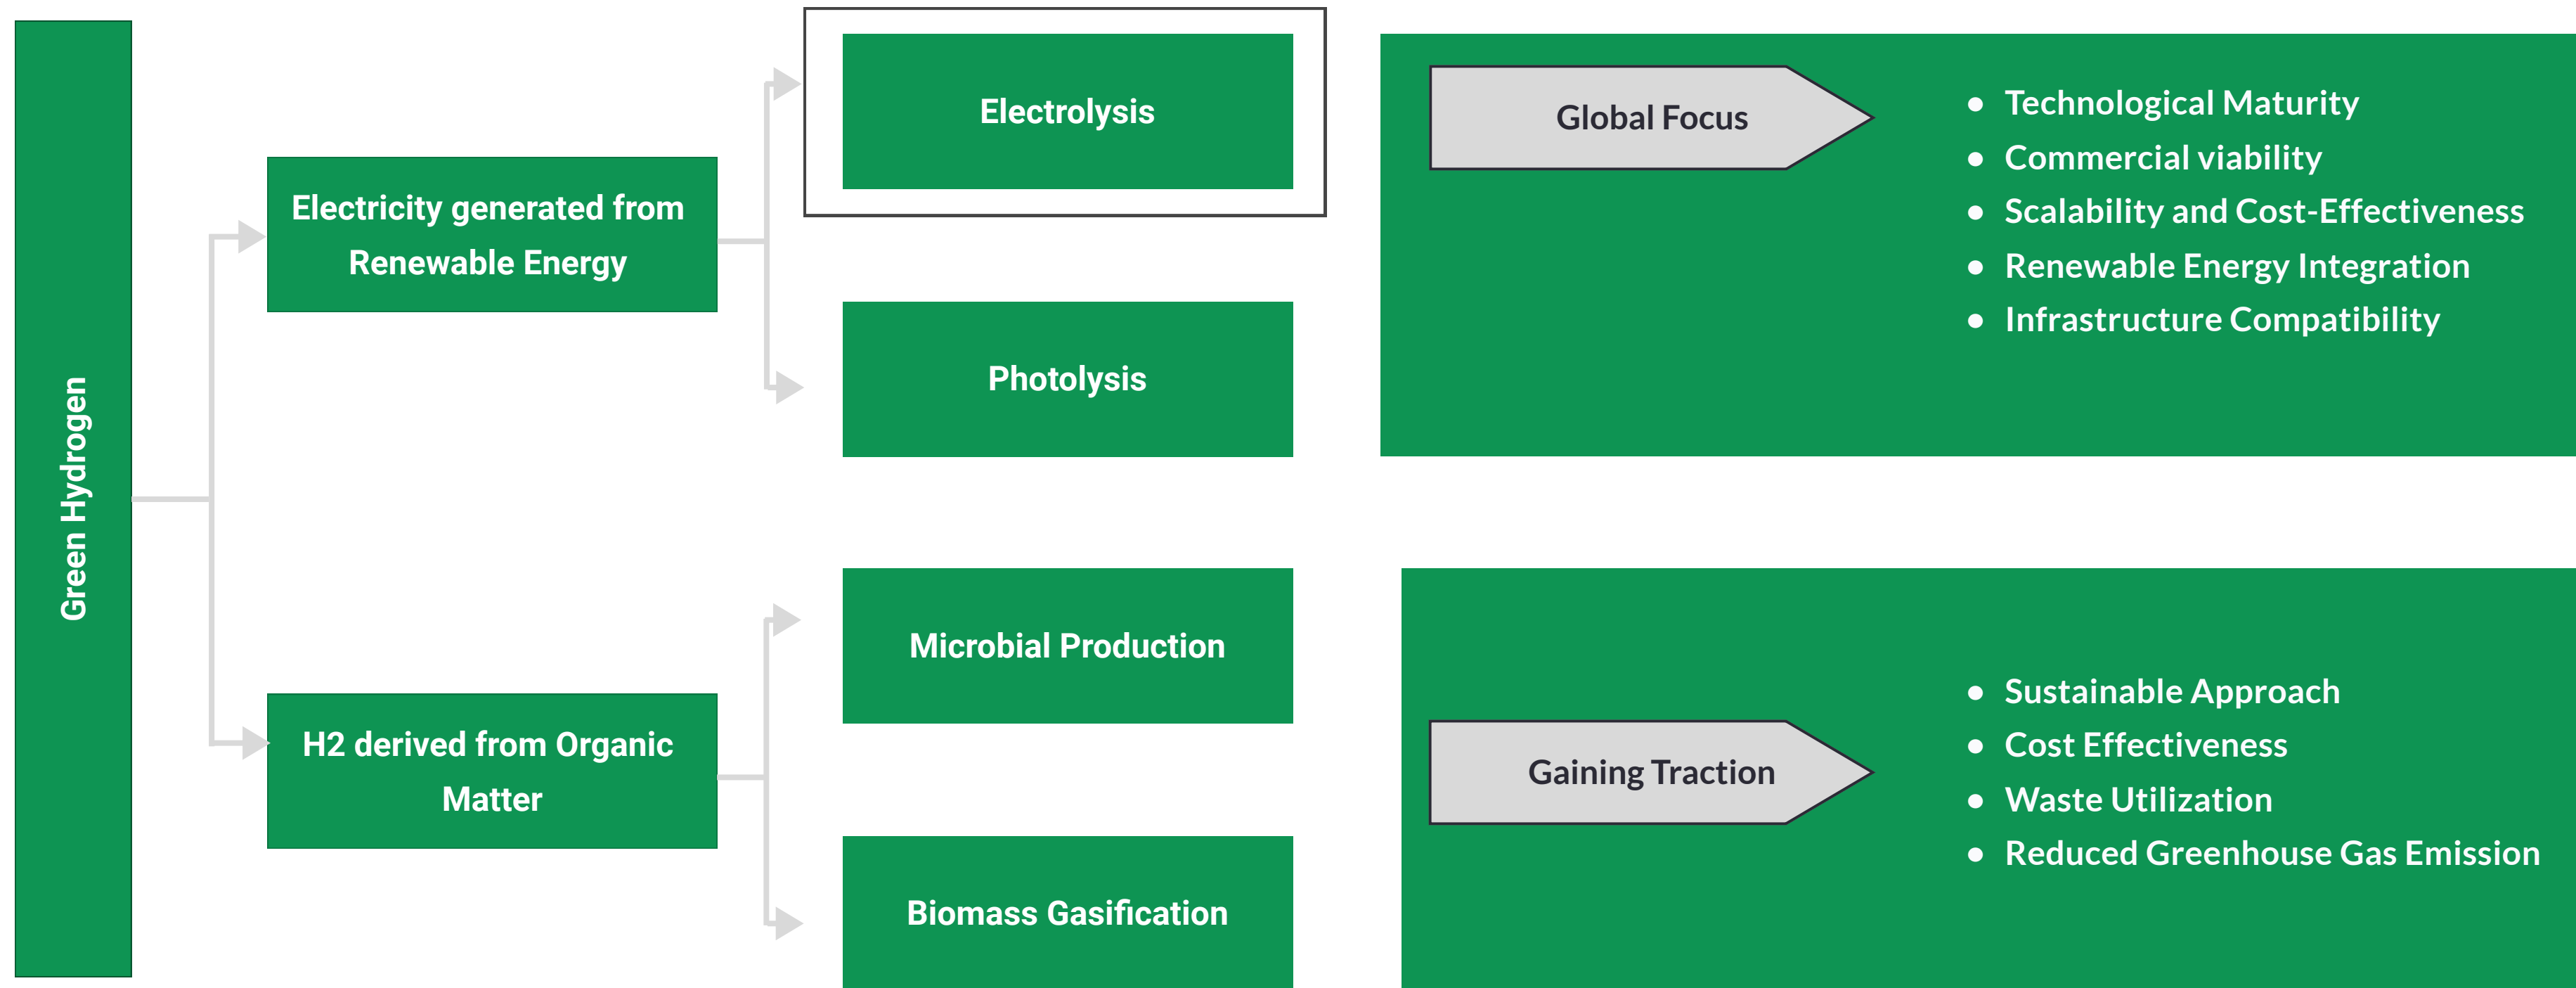 Green Hydrogen
Electricity generated from
Renewable Energy
H2 derived from Organic
Matter
Electrolysis
Photolysis
Microbial Production
Biomass Gasification
Global Focus
Technological Maturity
Commercial viability
Scalability and Cost-Effectiveness
Renewable Energy Integration
Infrastructure Compatibility
Gaining Traction
Sustainable Approach
Cost Effectiveness
Waste Utilization
Reduced Greenhouse Gas Emission